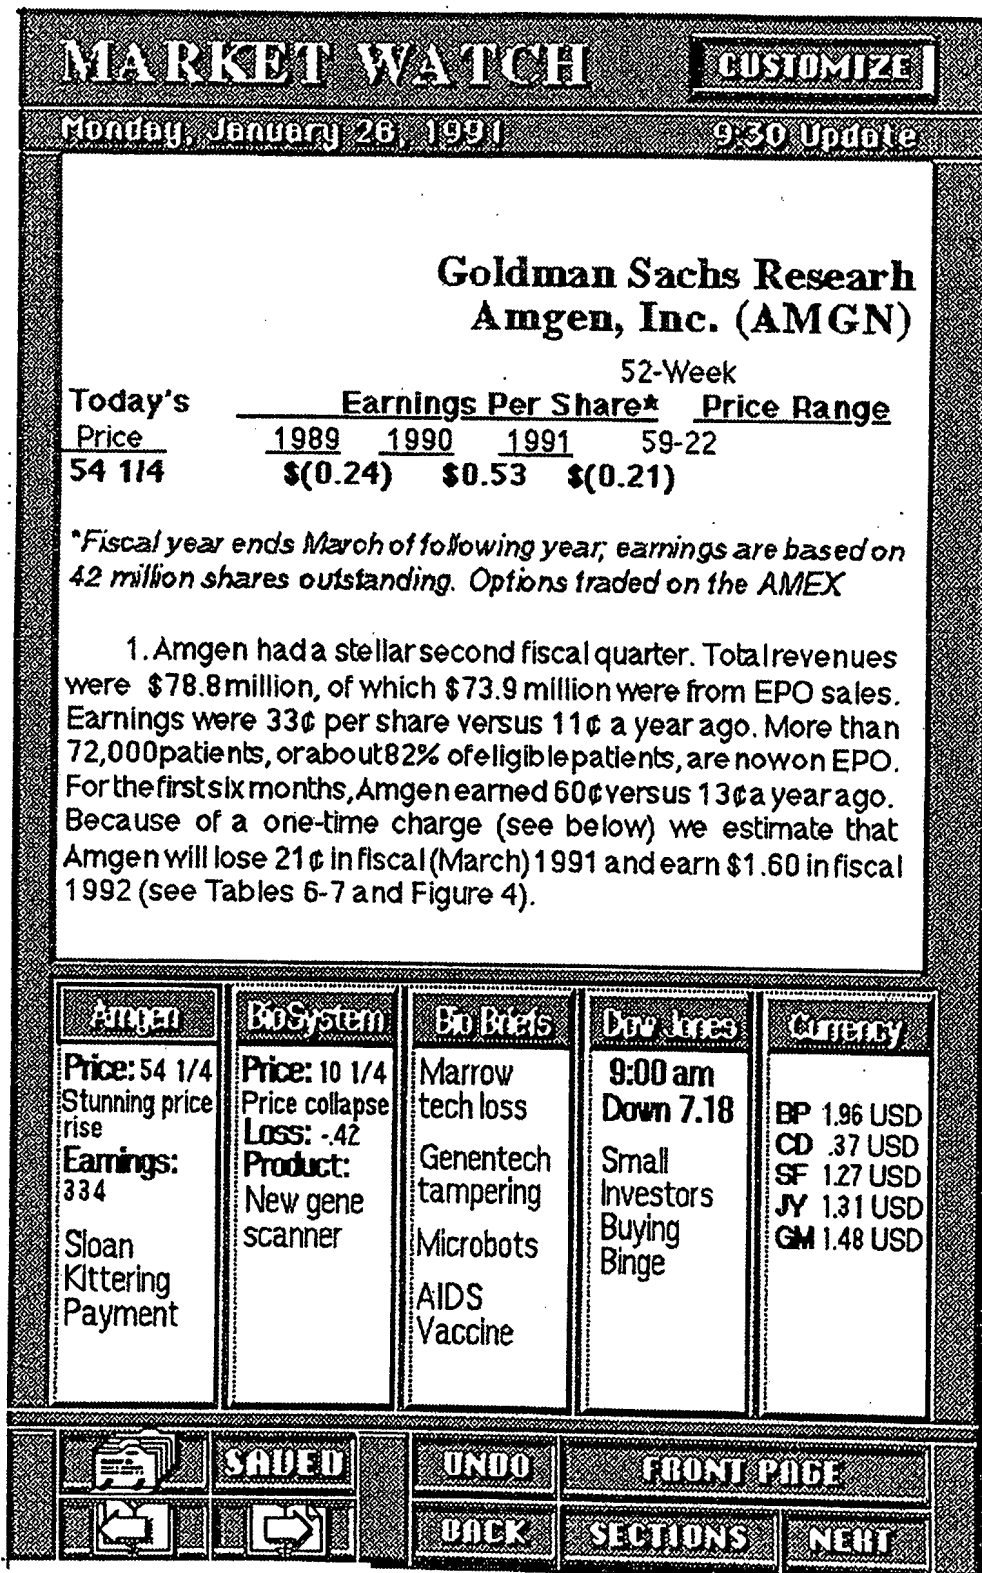 MARKET WATCH
CUSTOMIZE
Monday, January 26, 1991
9:30 Update
Goldman Sachs Researh
Amgen, Inc. (AMGN)
52-Week
Today's Earnings Per Share* Price Range
Price 1989 1990 1991 59-22
54 1/4 $(0.24) $0.53 $(0.21)
*Fiscal year ends March of following year; earnings are based on
42 million shares outstanding. Options traded on the AMEX
1. Amgen had a stellar second fiscal quarter. Total revenues
were $78.8 million, of which $73.9 million were from EPO sales.
Earnings were 33¢ per share versus 11¢ a year ago. More than
72,000 patients, or about 82% of eligible patients, are now on EPO.
For the first six months, Amgen earned 60¢ versus 13¢ a year ago.
Because of a one-time charge (see below) we estimate that
Amgen will lose 21¢ in fiscal (March) 1991 and earn $1.60 in fiscal
1992 (see Tables 6-7 and Figure 4).
Amgen
Price: 54 1/4
Stunning price
rise
Earnings:
334
Sloan
Kittering
Payment
BioSystem
Price: 10 1/4
Price collapse
Loss: -.42
Product:
New gene
scanner
Bio Briefs
Marrow
tech loss
Genentech
tampering
Microbots
AIDS
Vaccine
Dow Jones
9:00 am
Down 7.18
Small
Investors
Buying
Binge
Currency
BP 1.96 USD
CD .37 USD
SF 1.27 USD
JY 1.31 USD
GM 1.48 USD
SAVED
UNDO
FRONT PAGE
BACK
SECTIONS
NEXT